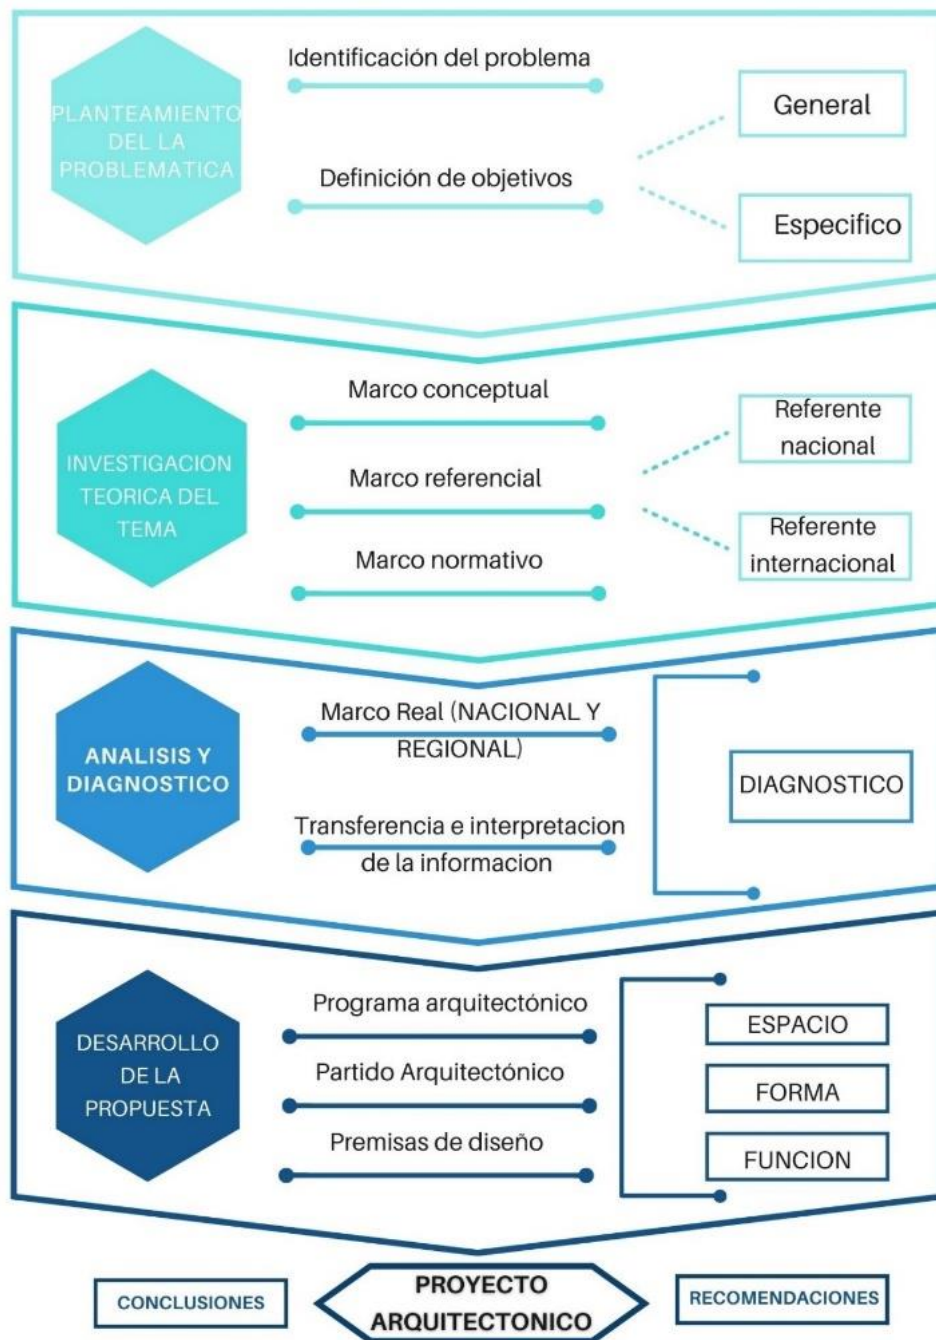 PLANTEAMIENTO
DEL LA
PROBLEMATICA
Identificación del problema
Definición de objetivos
General
Especifico
INVESTIGACION
TEORICA DEL
TEMA
Marco conceptual
Marco referencial
Marco normativo
Referente
nacional
Referente
internacional
ANALISIS Y
DIAGNOSTICO
Marco Real (NACIONAL Y
REGIONAL)
Transferencia e interpretacion
de la informacion
DIAGNOSTICO
DESARROLLO
DE LA
PROPUESTA
Programa arquitectónico
Partido Arquitectónico
Premisas de diseño
ESPACIO
FORMA
FUNCION
CONCLUSIONES
PROYECTO
ARQUITECTONICO
RECOMENDACIONES